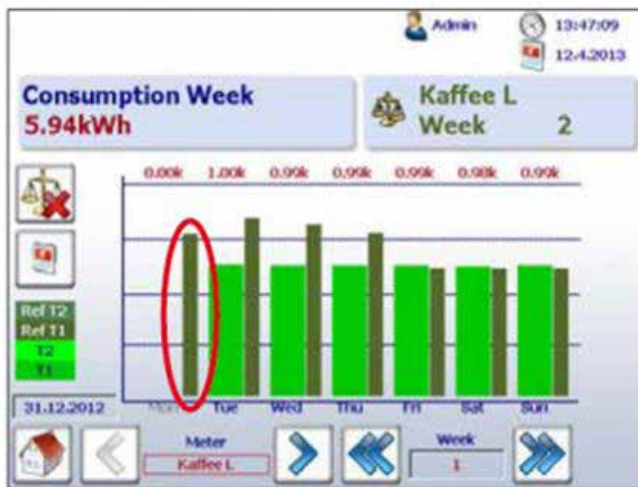 Admin
13:47:09
12.4.2013
Consumption Week
5.94kWh
Kaffee L
Week 2
0.00k 1.00k 0.99k 0.99k 0.99k 0.98k 0.99k
Ref T2
Ref T1
T2
T1
31.12.2012
Mon Tue Wed Thu Fri Sat Sun
Meter
Kaffee L
Week
1